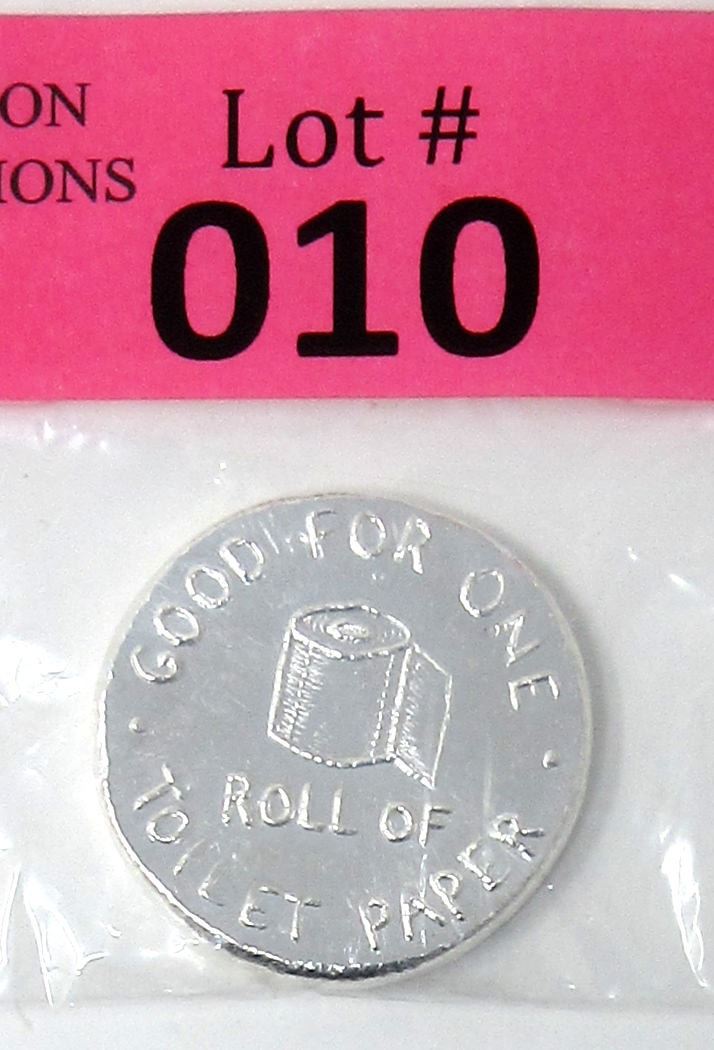 ON
IONS
Lot #
010
GOOD FOR ONE
ROLL OF
TOILET PAPER